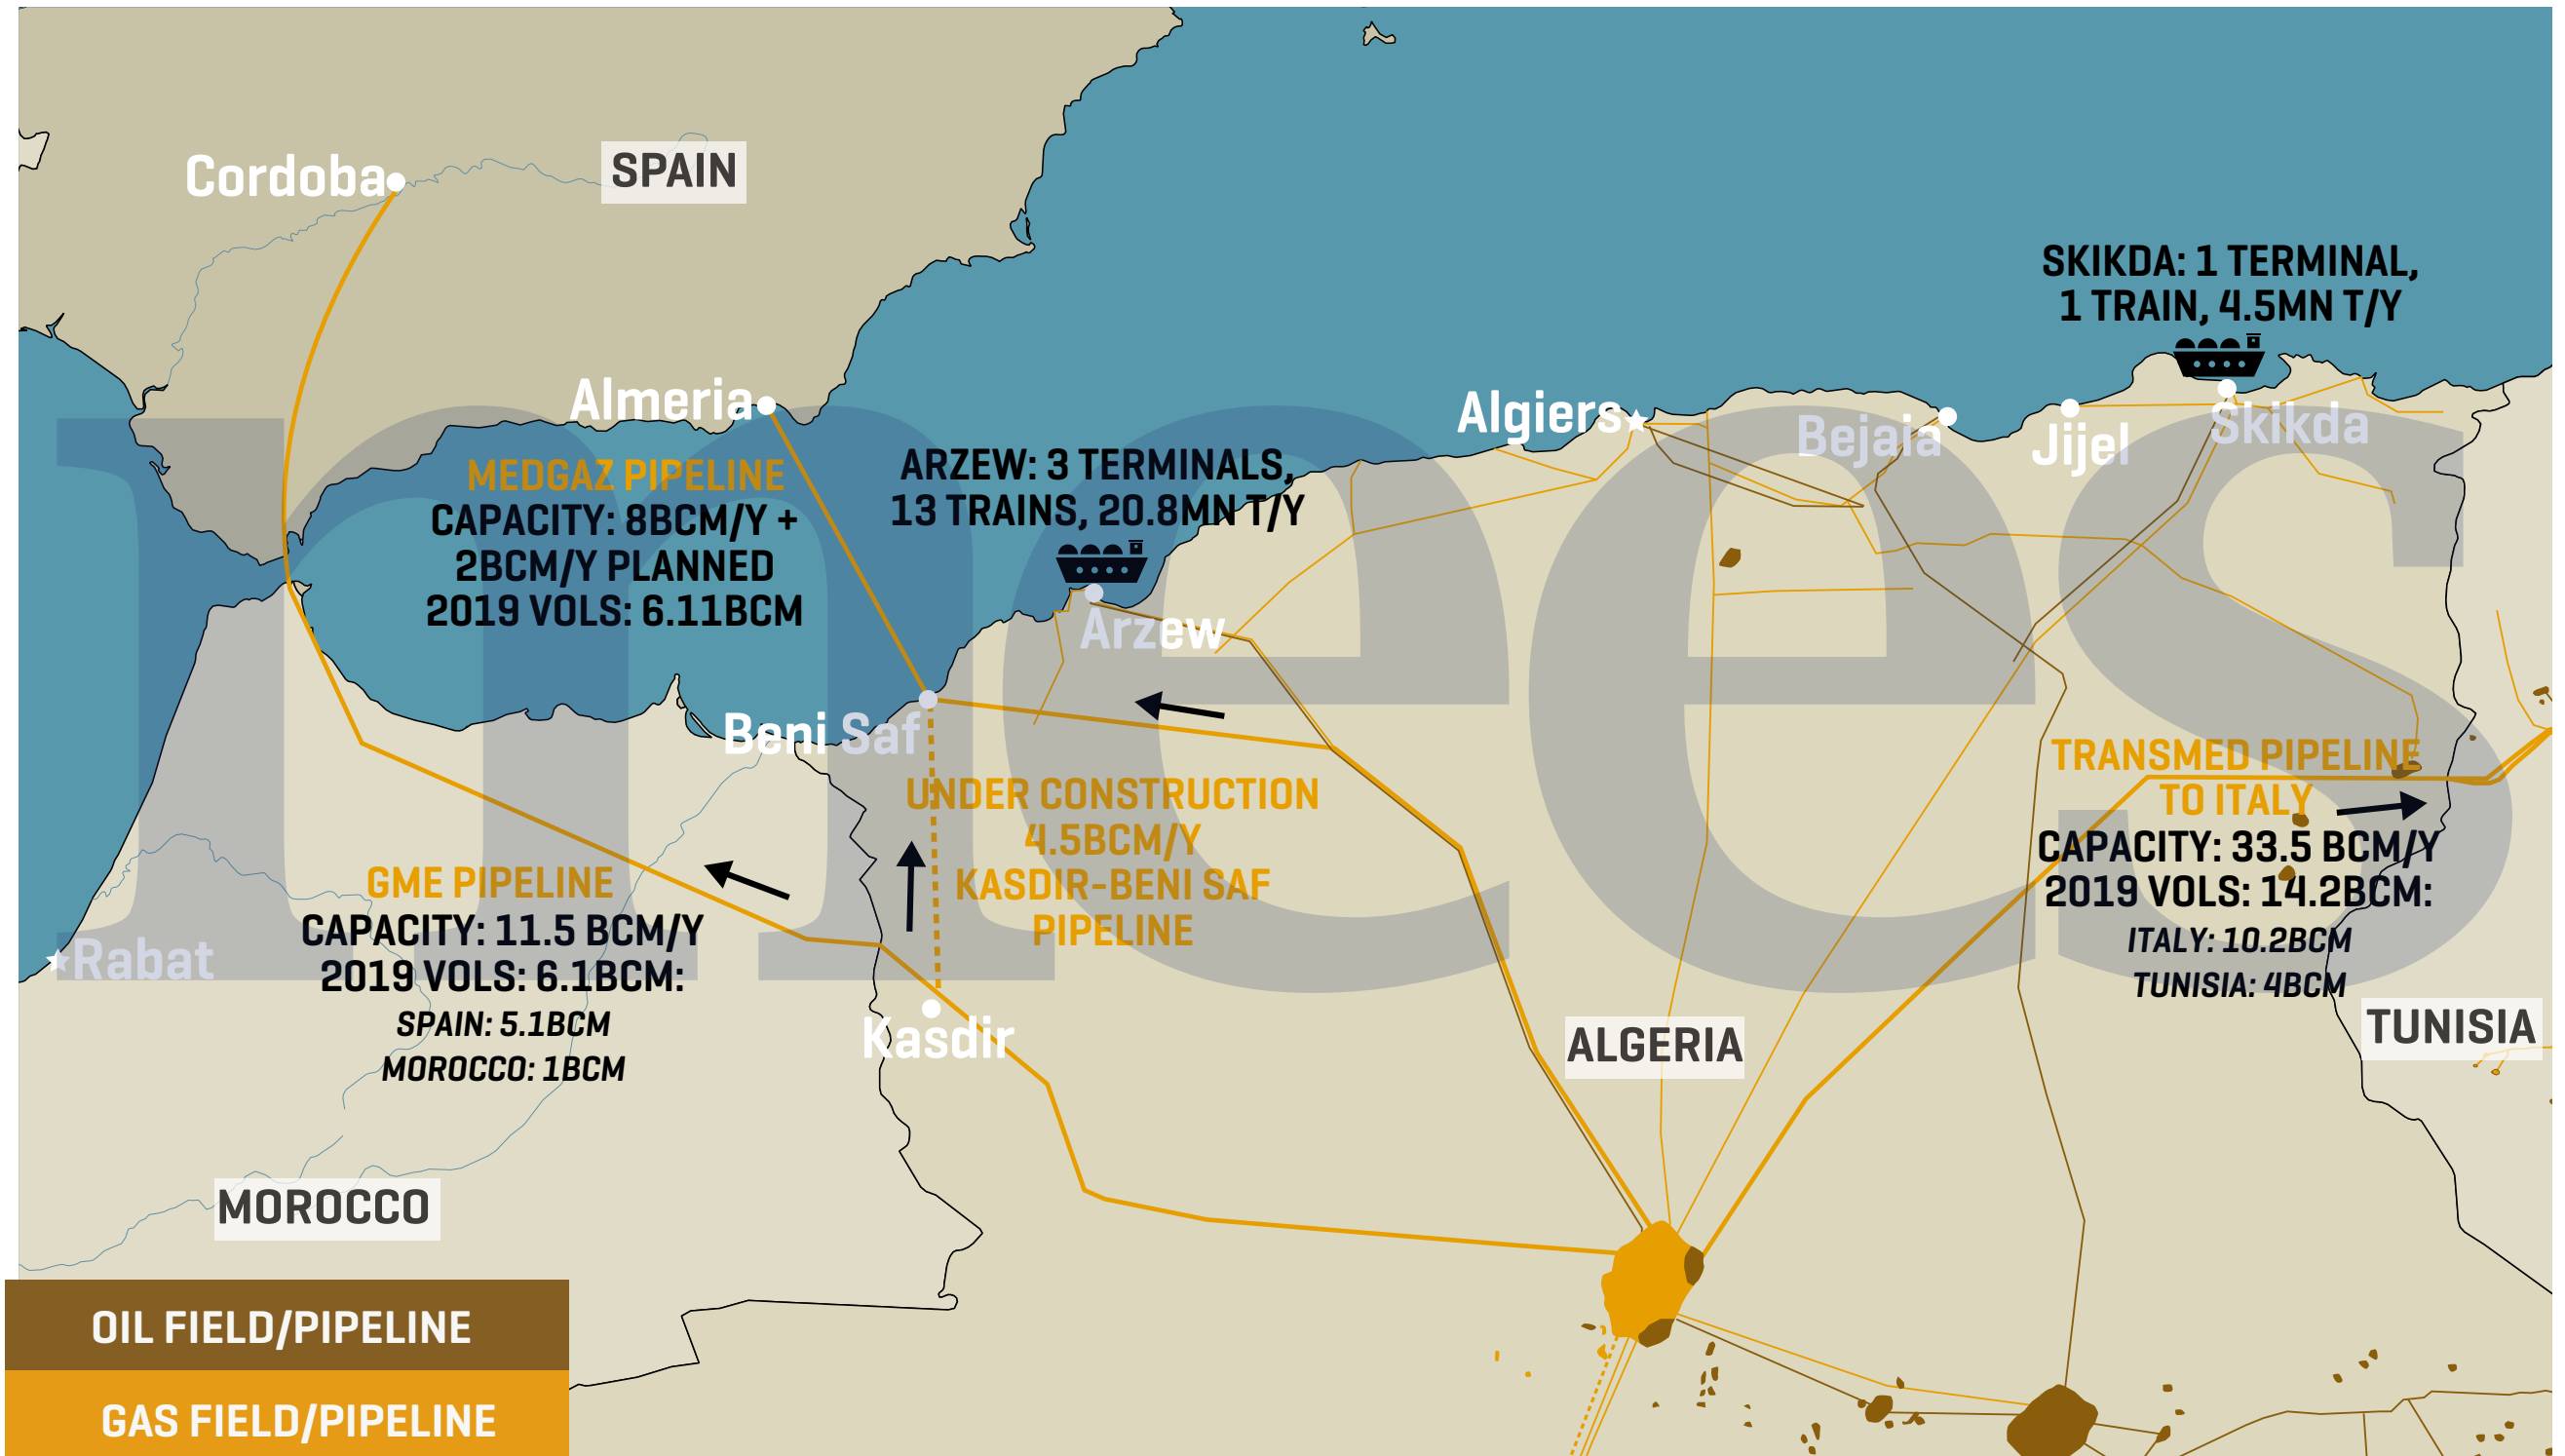 Cordoba
SPAIN
SKIKDA: 1 TERMINAL,
1 TRAIN, 4.5MN T/Y
Almeria
Algiers
Bejaia
Jijel
Skikda
MEDGAZ PIPELINE
CAPACITY: 8BCM/Y +
2BCM/Y PLANNED
2019 VOLS: 6.11BCM
ARZEW: 3 TERMINALS,
13 TRAINS, 20.8MN T/Y
Arzew
mees
Beni Saf
UNDER CONSTRUCTION
4.5BCM/Y
KASDIR-BENI SAF
PIPELINE
TRANSMED PIPELINE
TO ITALY
CAPACITY: 33.5 BCM/Y
2019 VOLS: 14.2BCM:
ITALY: 10.2BCM
TUNISIA: 4BCM
GME PIPELINE
CAPACITY: 11.5 BCM/Y
2019 VOLS: 6.1BCM:
SPAIN: 5.1BCM
MOROCCO: 1BCM
Rabat
Kasdir
ALGERIA
TUNISIA
MOROCCO
OIL FIELD/PIPELINE
GAS FIELD/PIPELINE